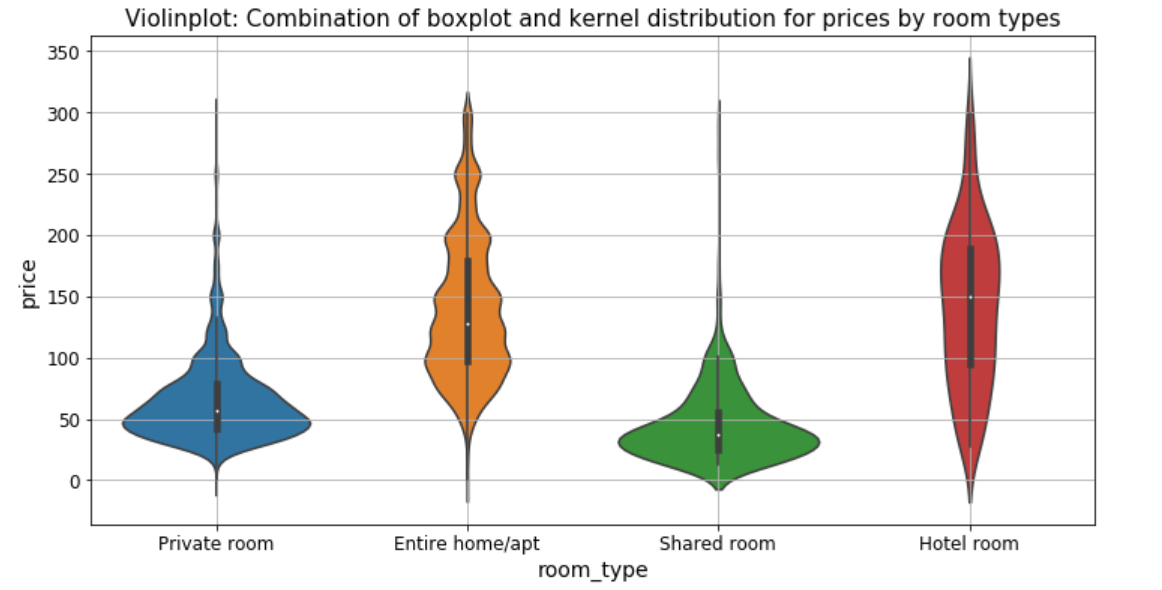 Violinplot: Combination of boxplot and kernel distribution for prices by room types
350
300
250
200
150
100
50
0
price
Private room
Entire home/apt
Shared room
Hotel room
room_type